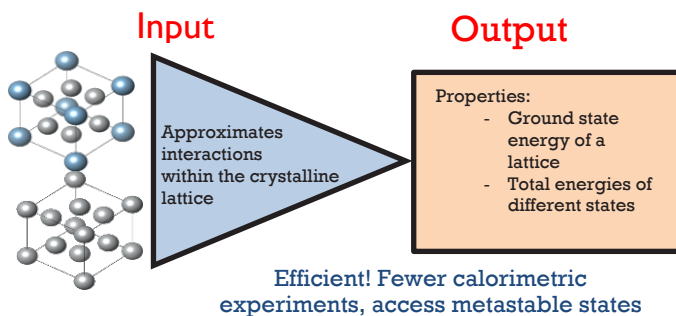 Input
Output
Approximates
interactions
within the crystalline
lattice
Properties:
- Ground state
energy of a
lattice
- Total energies of
different states
Efficient! Fewer calorimetric
experiments, access metastable states